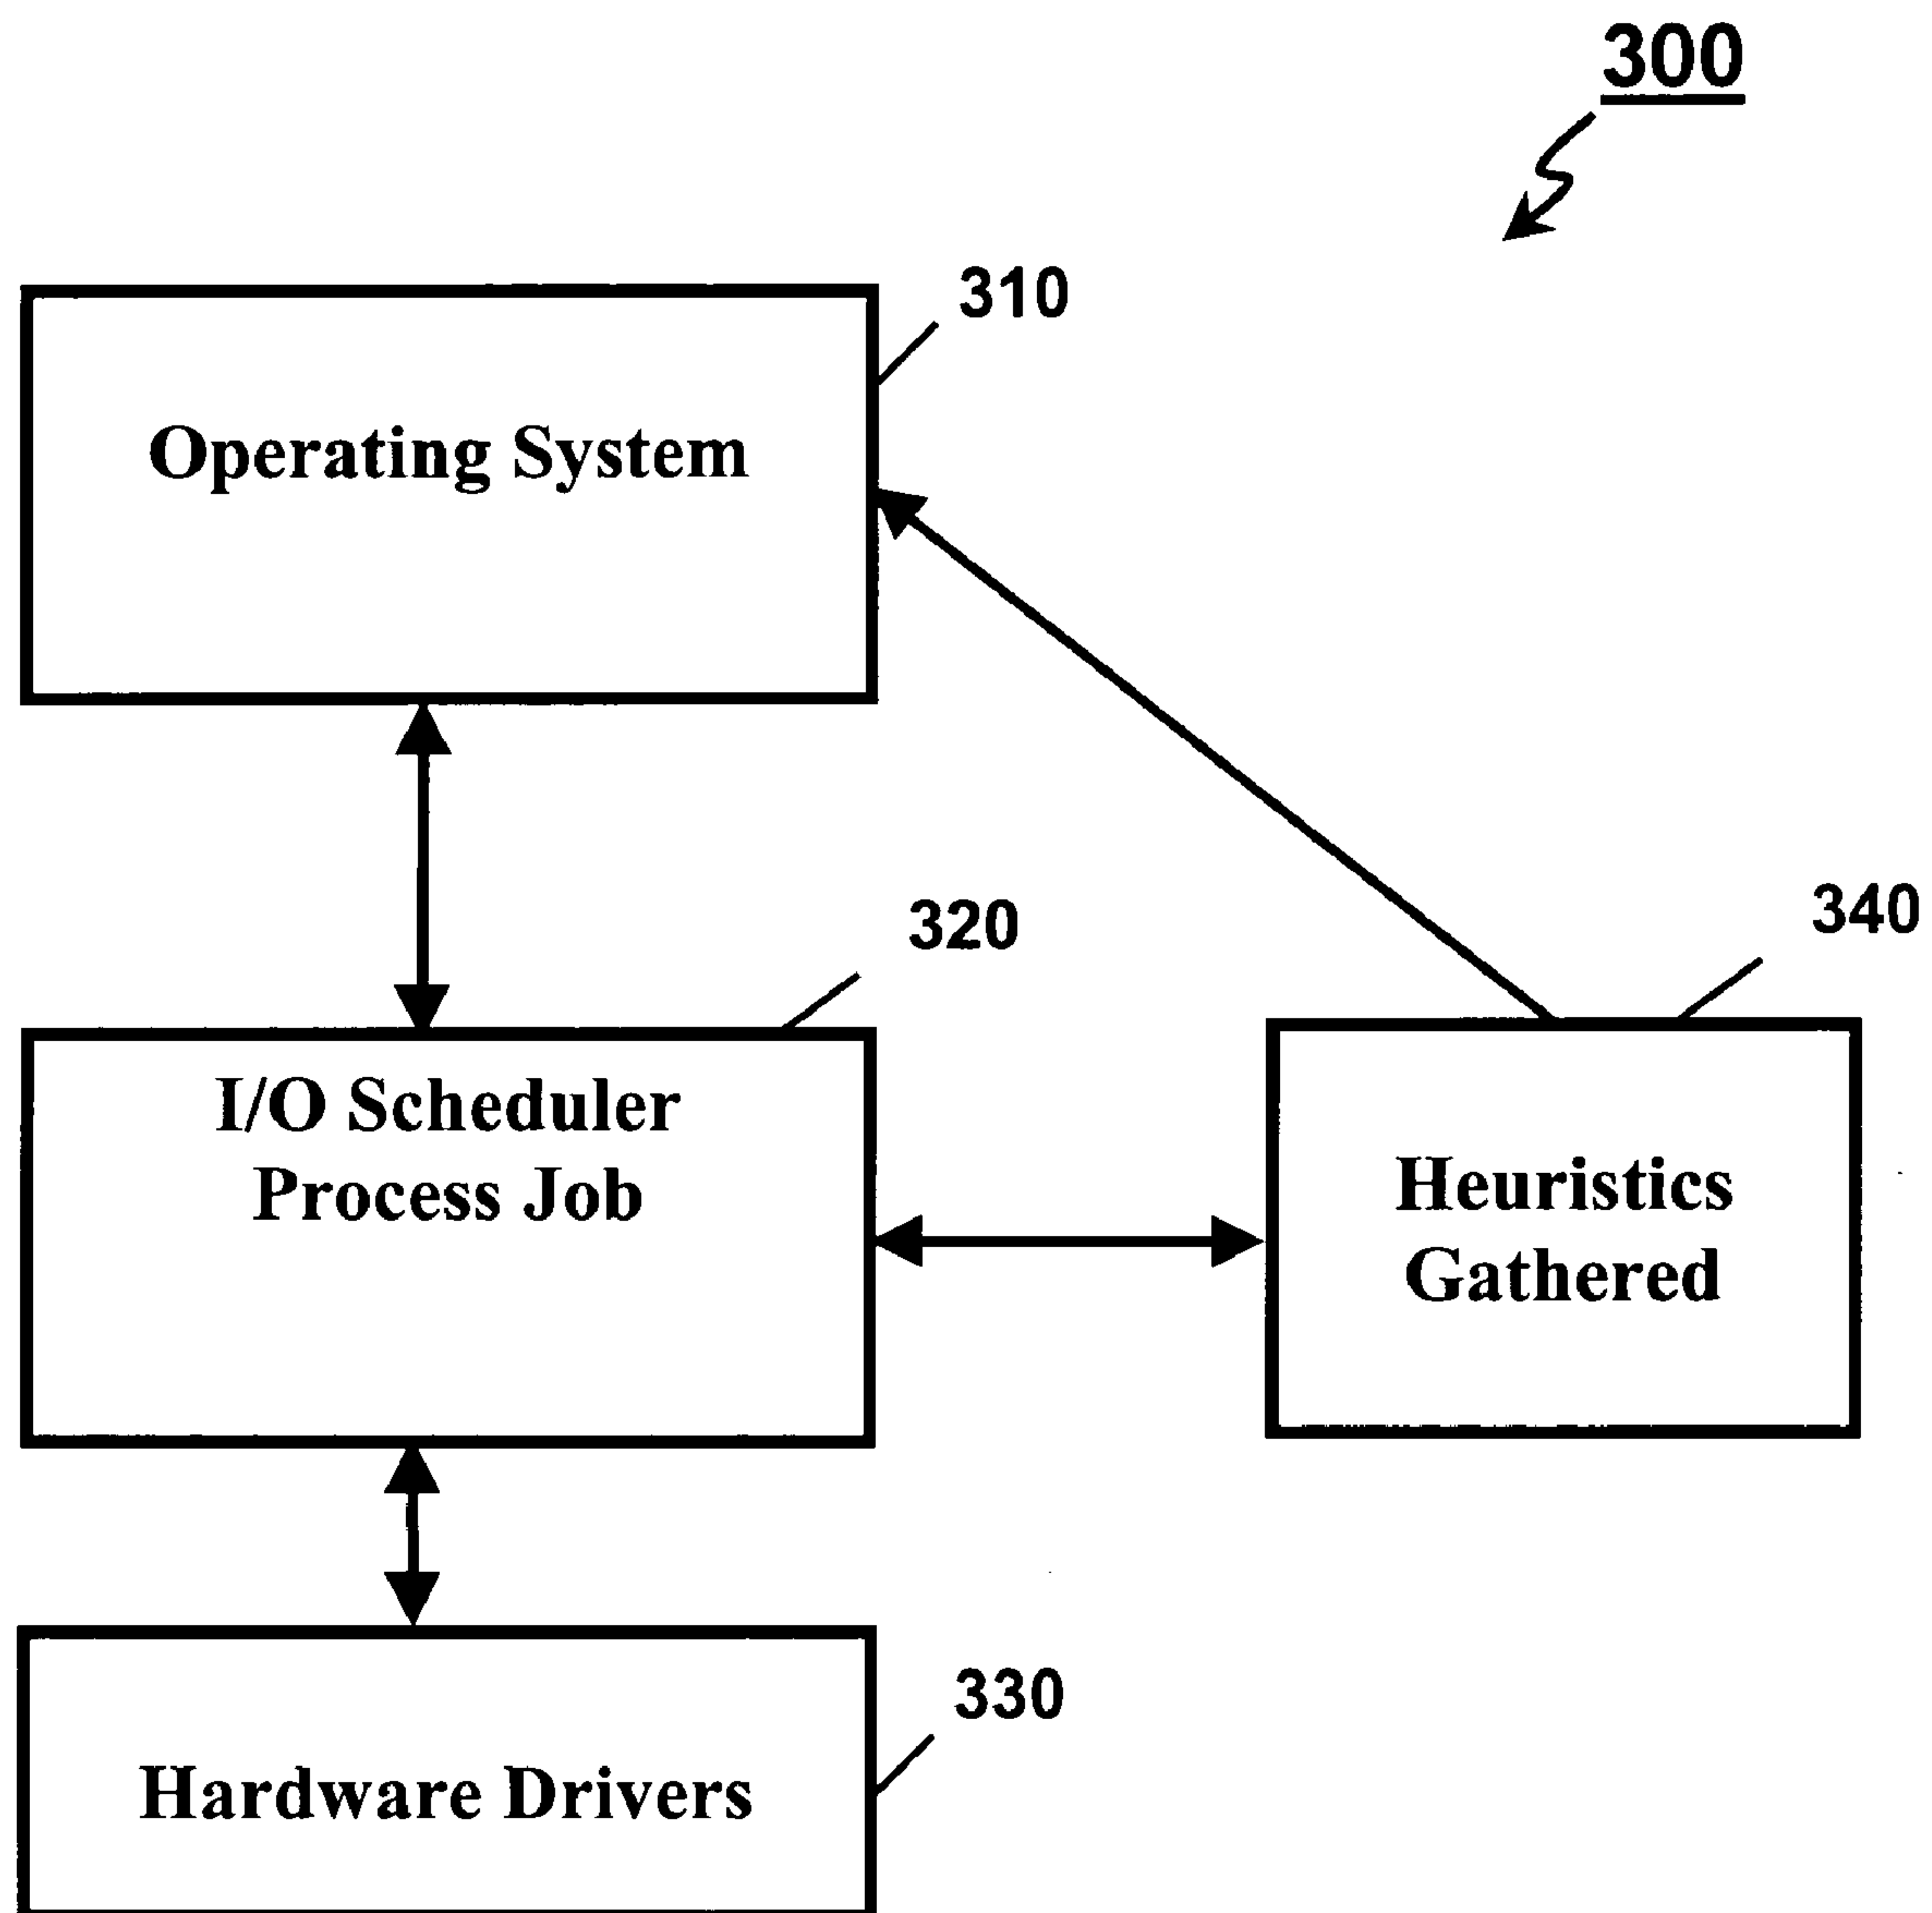 300
310
Operating System
320
340
I/O Scheduler
Process Job
Heuristics
Gathered
330
Hardware Drivers